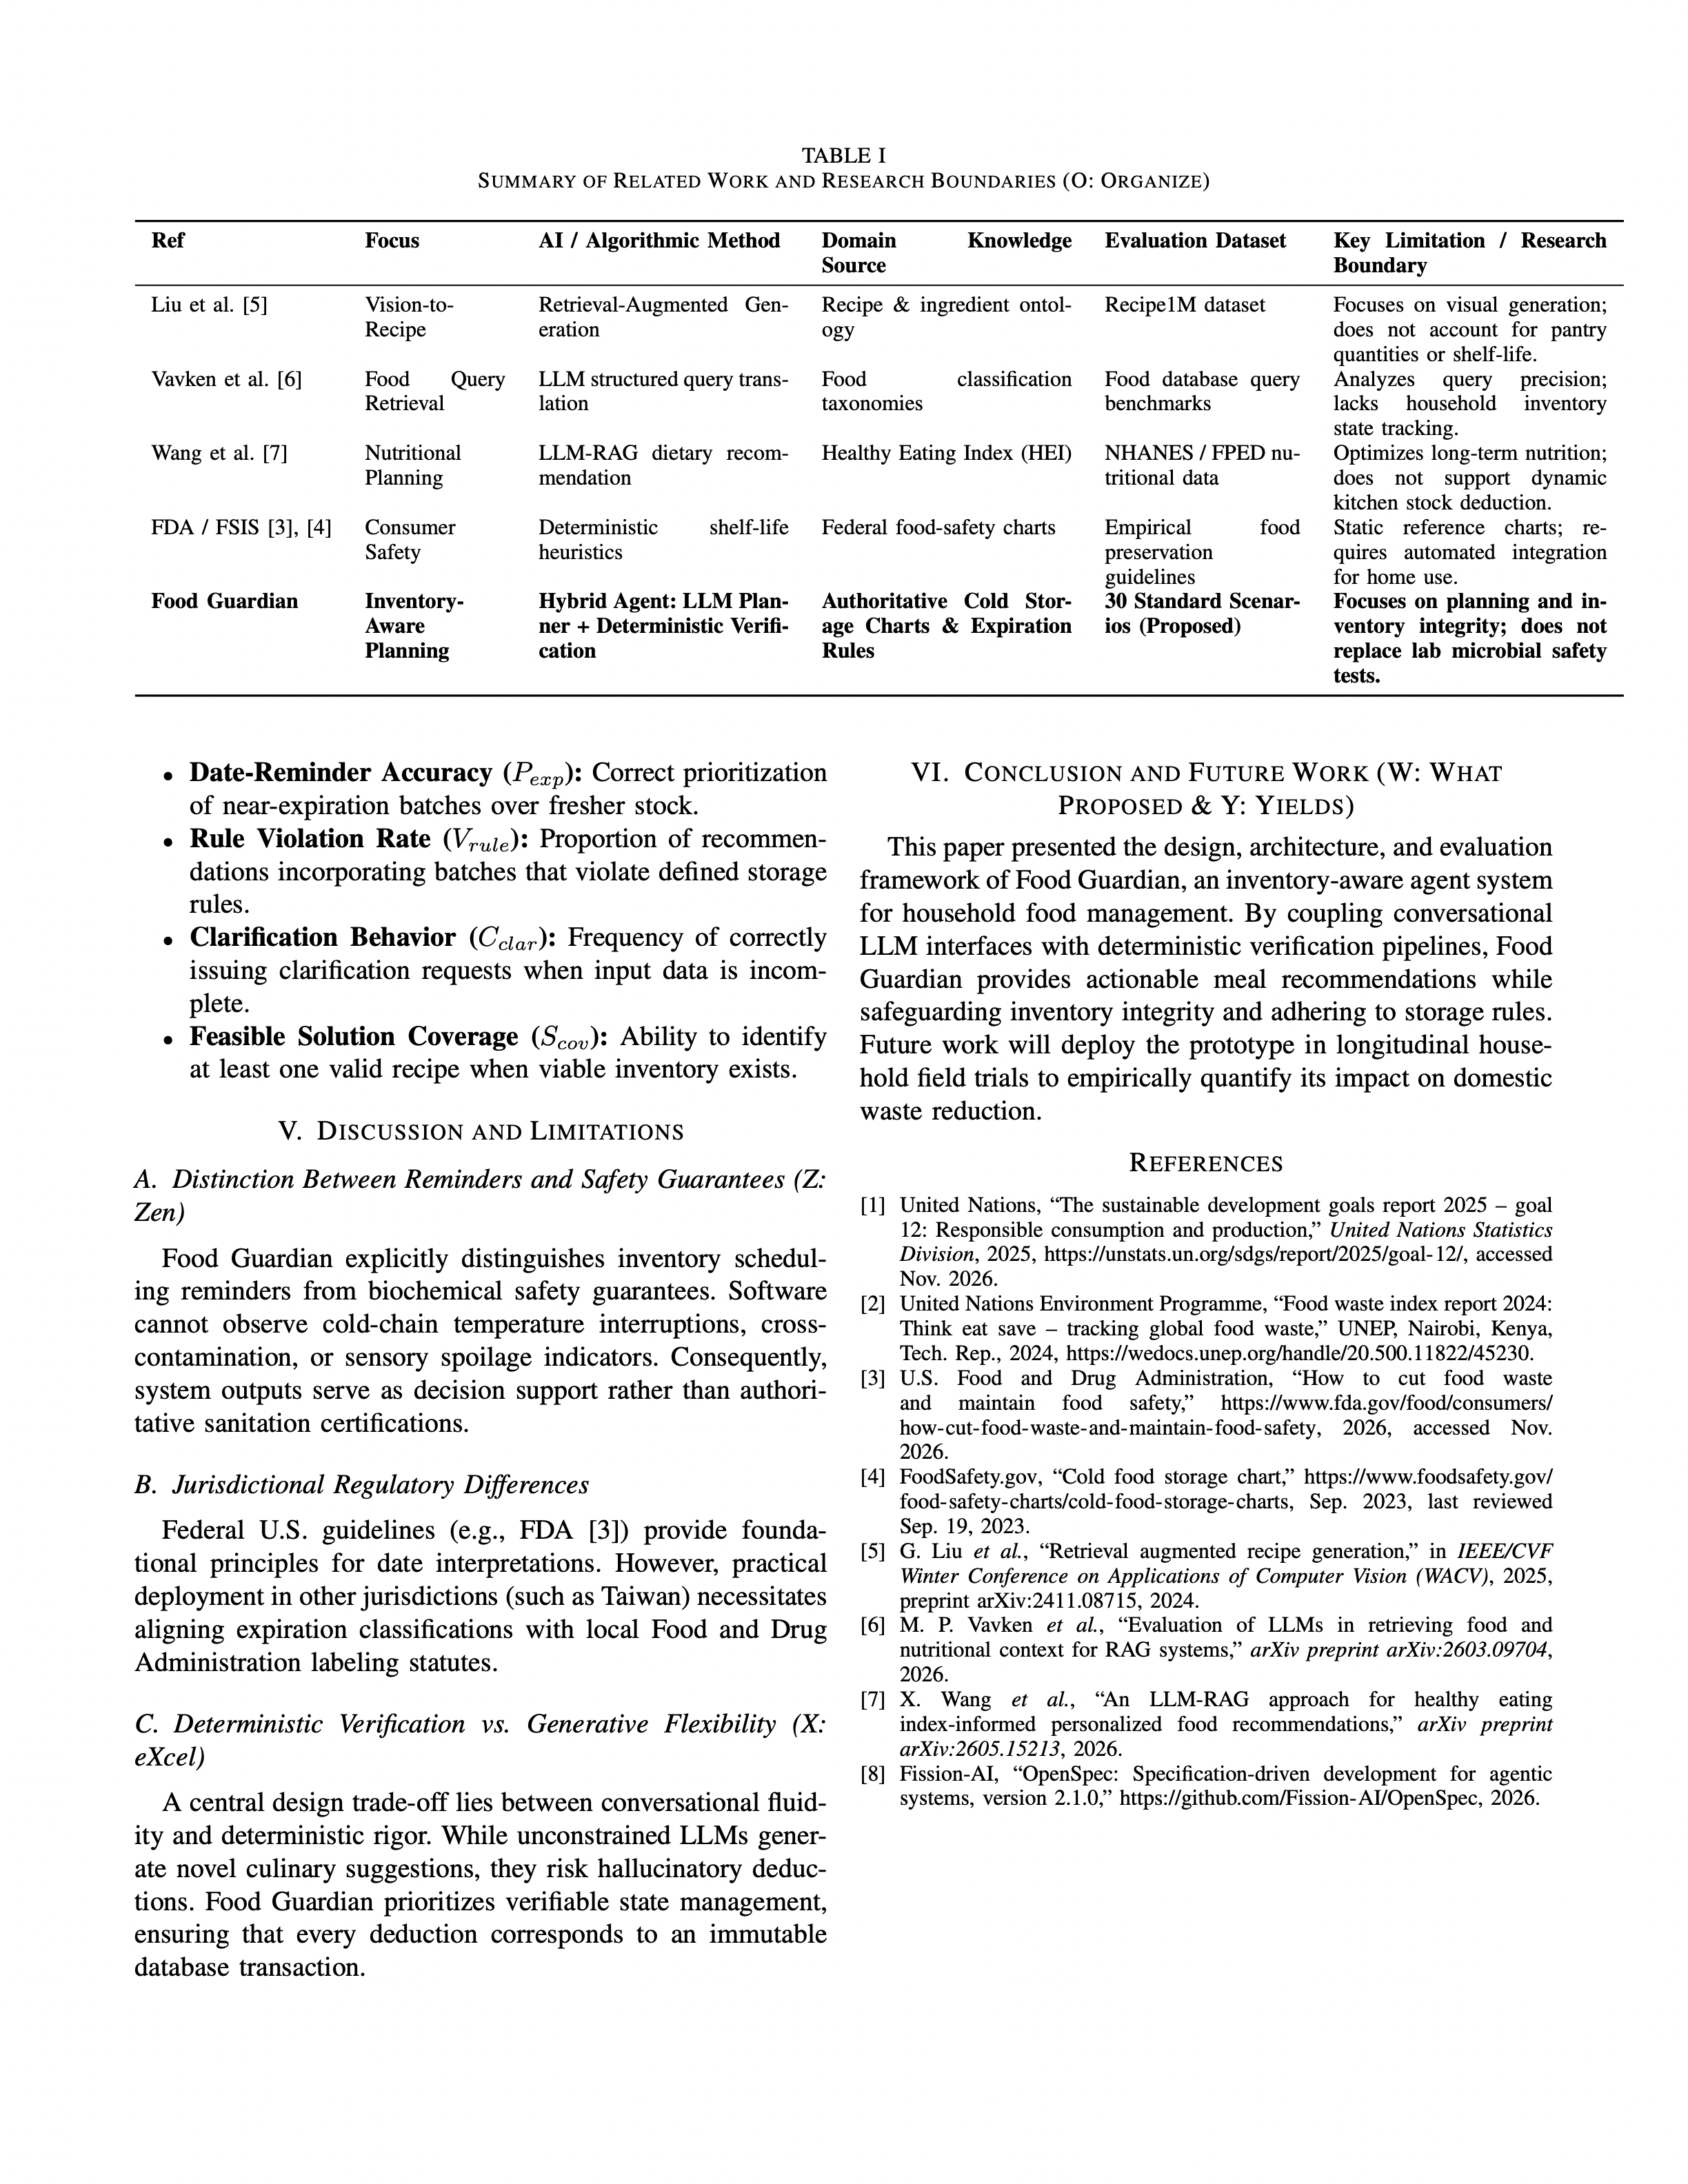 TABLE I
SUMMARY OF RELATED WORK AND RESEARCH BOUNDARIES (O: ORGANIZE)
Ref Focus AI / Algorithmic Method Domain Knowledge Source Evaluation Dataset Key Limitation / Research Boundary
Liu et al. [5] Vision-to-Recipe Retrieval-Augmented Generation Recipe & ingredient ontology Recipe1M dataset Focuses on visual generation; does not account for pantry quantities or shelf-life.
Vavken et al. [6] Food Query Retrieval LLM structured query translation Food classification taxonomies Food database query benchmarks Analyzes query precision; lacks household inventory state tracking.
Wang et al. [7] Nutritional Planning LLM-RAG dietary recommendation Healthy Eating Index (HEI) NHANES / FPED nutritional data Optimizes long-term nutrition; does not support dynamic kitchen stock deduction.
FDA / FSIS [3], [4] Consumer Safety Deterministic shelf-life heuristics Federal food-safety charts Empirical food preservation guidelines Static reference charts; requires automated integration for home use.
Food Guardian Inventory-Aware Planning Hybrid Agent: LLM Planner + Deterministic Verification Authoritative Cold Storage Charts & Expiration Rules 30 Standard Scenarios (Proposed) Focuses on planning and inventory integrity; does not replace lab microbial safety tests.
• Date-Reminder Accuracy (P_exp): Correct prioritization
of near-expiration batches over fresher stock.
• Rule Violation Rate (V_rule): Proportion of recommen-
dations incorporating batches that violate defined storage
rules.
• Clarification Behavior (C_clar): Frequency of correctly
issuing clarification requests when input data is incom-
plete.
• Feasible Solution Coverage (S_cov): Ability to identify
at least one valid recipe when viable inventory exists.
V. DISCUSSION AND LIMITATIONS
A. Distinction Between Reminders and Safety Guarantees (Z:
Zen)
Food Guardian explicitly distinguishes inventory schedul-
ing reminders from biochemical safety guarantees. Software
cannot observe cold-chain temperature interruptions, cross-
contamination, or sensory spoilage indicators. Consequently,
system outputs serve as decision support rather than authori-
tative sanitation certifications.
B. Jurisdictional Regulatory Differences
Federal U.S. guidelines (e.g., FDA [3]) provide founda-
tional principles for date interpretations. However, practical
deployment in other jurisdictions (such as Taiwan) necessitates
aligning expiration classifications with local Food and Drug
Administration labeling statutes.
C. Deterministic Verification vs. Generative Flexibility (X:
eXcel)
A central design trade-off lies between conversational fluid-
ity and deterministic rigor. While unconstrained LLMs gener-
ate novel culinary suggestions, they risk hallucinatory deduc-
tions. Food Guardian prioritizes verifiable state management,
ensuring that every deduction corresponds to an immutable
database transaction.
VI. CONCLUSION AND FUTURE WORK (W: WHAT
PROPOSED & Y: YIELDS)
This paper presented the design, architecture, and evaluation
framework of Food Guardian, an inventory-aware agent system
for household food management. By coupling conversational
LLM interfaces with deterministic verification pipelines, Food
Guardian provides actionable meal recommendations while
safeguarding inventory integrity and adhering to storage rules.
Future work will deploy the prototype in longitudinal house-
hold field trials to empirically quantify its impact on domestic
waste reduction.
REFERENCES
[1] United Nations, “The sustainable development goals report 2025 – goal
12: Responsible consumption and production,” United Nations Statistics
Division, 2025, https://unstats.un.org/sdgs/report/2025/goal-12/, accessed
Nov. 2026.
[2] United Nations Environment Programme, “Food waste index report 2024:
Think eat save – tracking global food waste,” UNEP, Nairobi, Kenya,
Tech. Rep., 2024, https://wedocs.unep.org/handle/20.500.11822/45230.
[3] U.S. Food and Drug Administration, “How to cut food waste
and maintain food safety,” https://www.fda.gov/food/consumers/
how-cut-food-waste-and-maintain-food-safety, 2026, accessed Nov.
2026.
[4] FoodSafety.gov, “Cold food storage chart,” https://www.foodsafety.gov/
food-safety-charts/cold-food-storage-charts, Sep. 2023, last reviewed
Sep. 19, 2023.
[5] G. Liu et al., “Retrieval augmented recipe generation,” in IEEE/CVF
Winter Conference on Applications of Computer Vision (WACV), 2025,
preprint arXiv:2411.08715, 2024.
[6] M. P. Vavken et al., “Evaluation of LLMs in retrieving food and
nutritional context for RAG systems,” arXiv preprint arXiv:2603.09704,
2026.
[7] X. Wang et al., “An LLM-RAG approach for healthy eating
index-informed personalized food recommendations,” arXiv preprint
arXiv:2605.15213, 2026.
[8] Fission-AI, “OpenSpec: Specification-driven development for agentic
systems, version 2.1.0,” https://github.com/Fission-AI/OpenSpec, 2026.